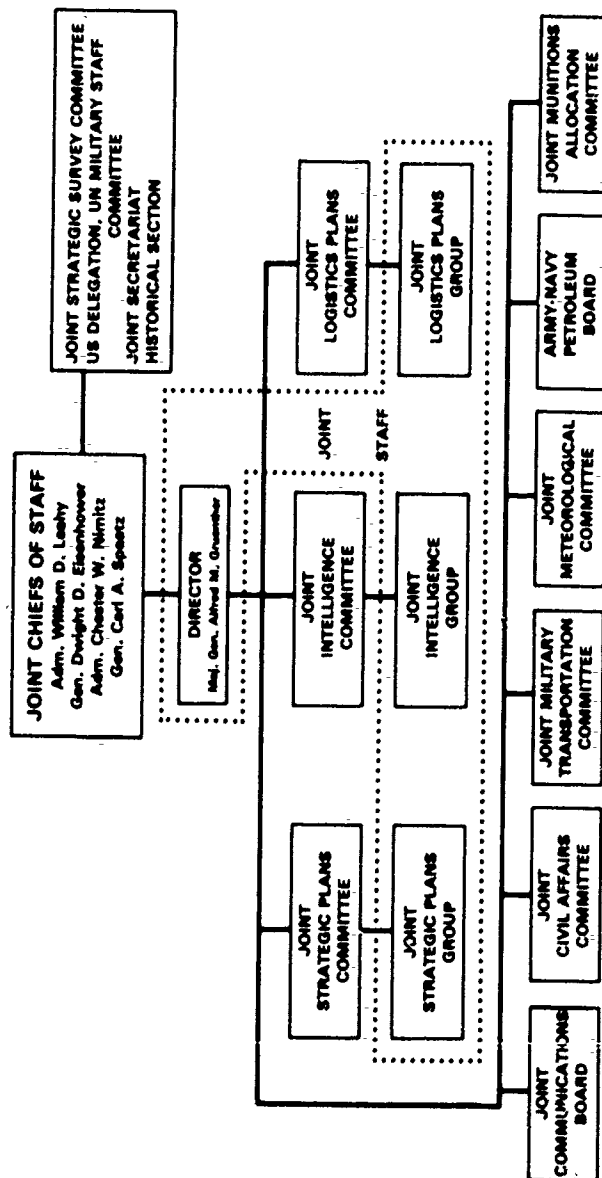 JOINT CHIEFS OF STAFF
Adm. William D. Leahy
Gen. Dwight D. Eisenhower
Adm. Chester W. Nimitz
Gen. Carl A. Spaatz
JOINT STRATEGIC SURVEY COMMITTEE
US DELEGATION, UN MILITARY STAFF
COMMITTEE
JOINT SECRETARIAT
HISTORICAL SECTION
DIRECTOR
Maj. Gen. Alfred M. Gruenther
JOINT
STAFF
JOINT
STRATEGIC PLANS
COMMITTEE
JOINT
INTELLIGENCE
COMMITTEE
JOINT
LOGISTICS PLANS
COMMITTEE
JOINT
STRATEGIC PLANS
GROUP
JOINT
INTELLIGENCE
GROUP
JOINT
LOGISTICS PLANS
GROUP
JOINT
COMMUNICATIONS
BOARD
JOINT
CIVIL AFFAIRS
COMMITTEE
JOINT MILITARY
TRANSPORTATION
COMMITTEE
JOINT
METEOROLOGICAL
COMMITTEE
ARMY-NAVY
PETROLEUM
BOARD
JOINT MUNITIONS
ALLOCATION
COMMITTEE